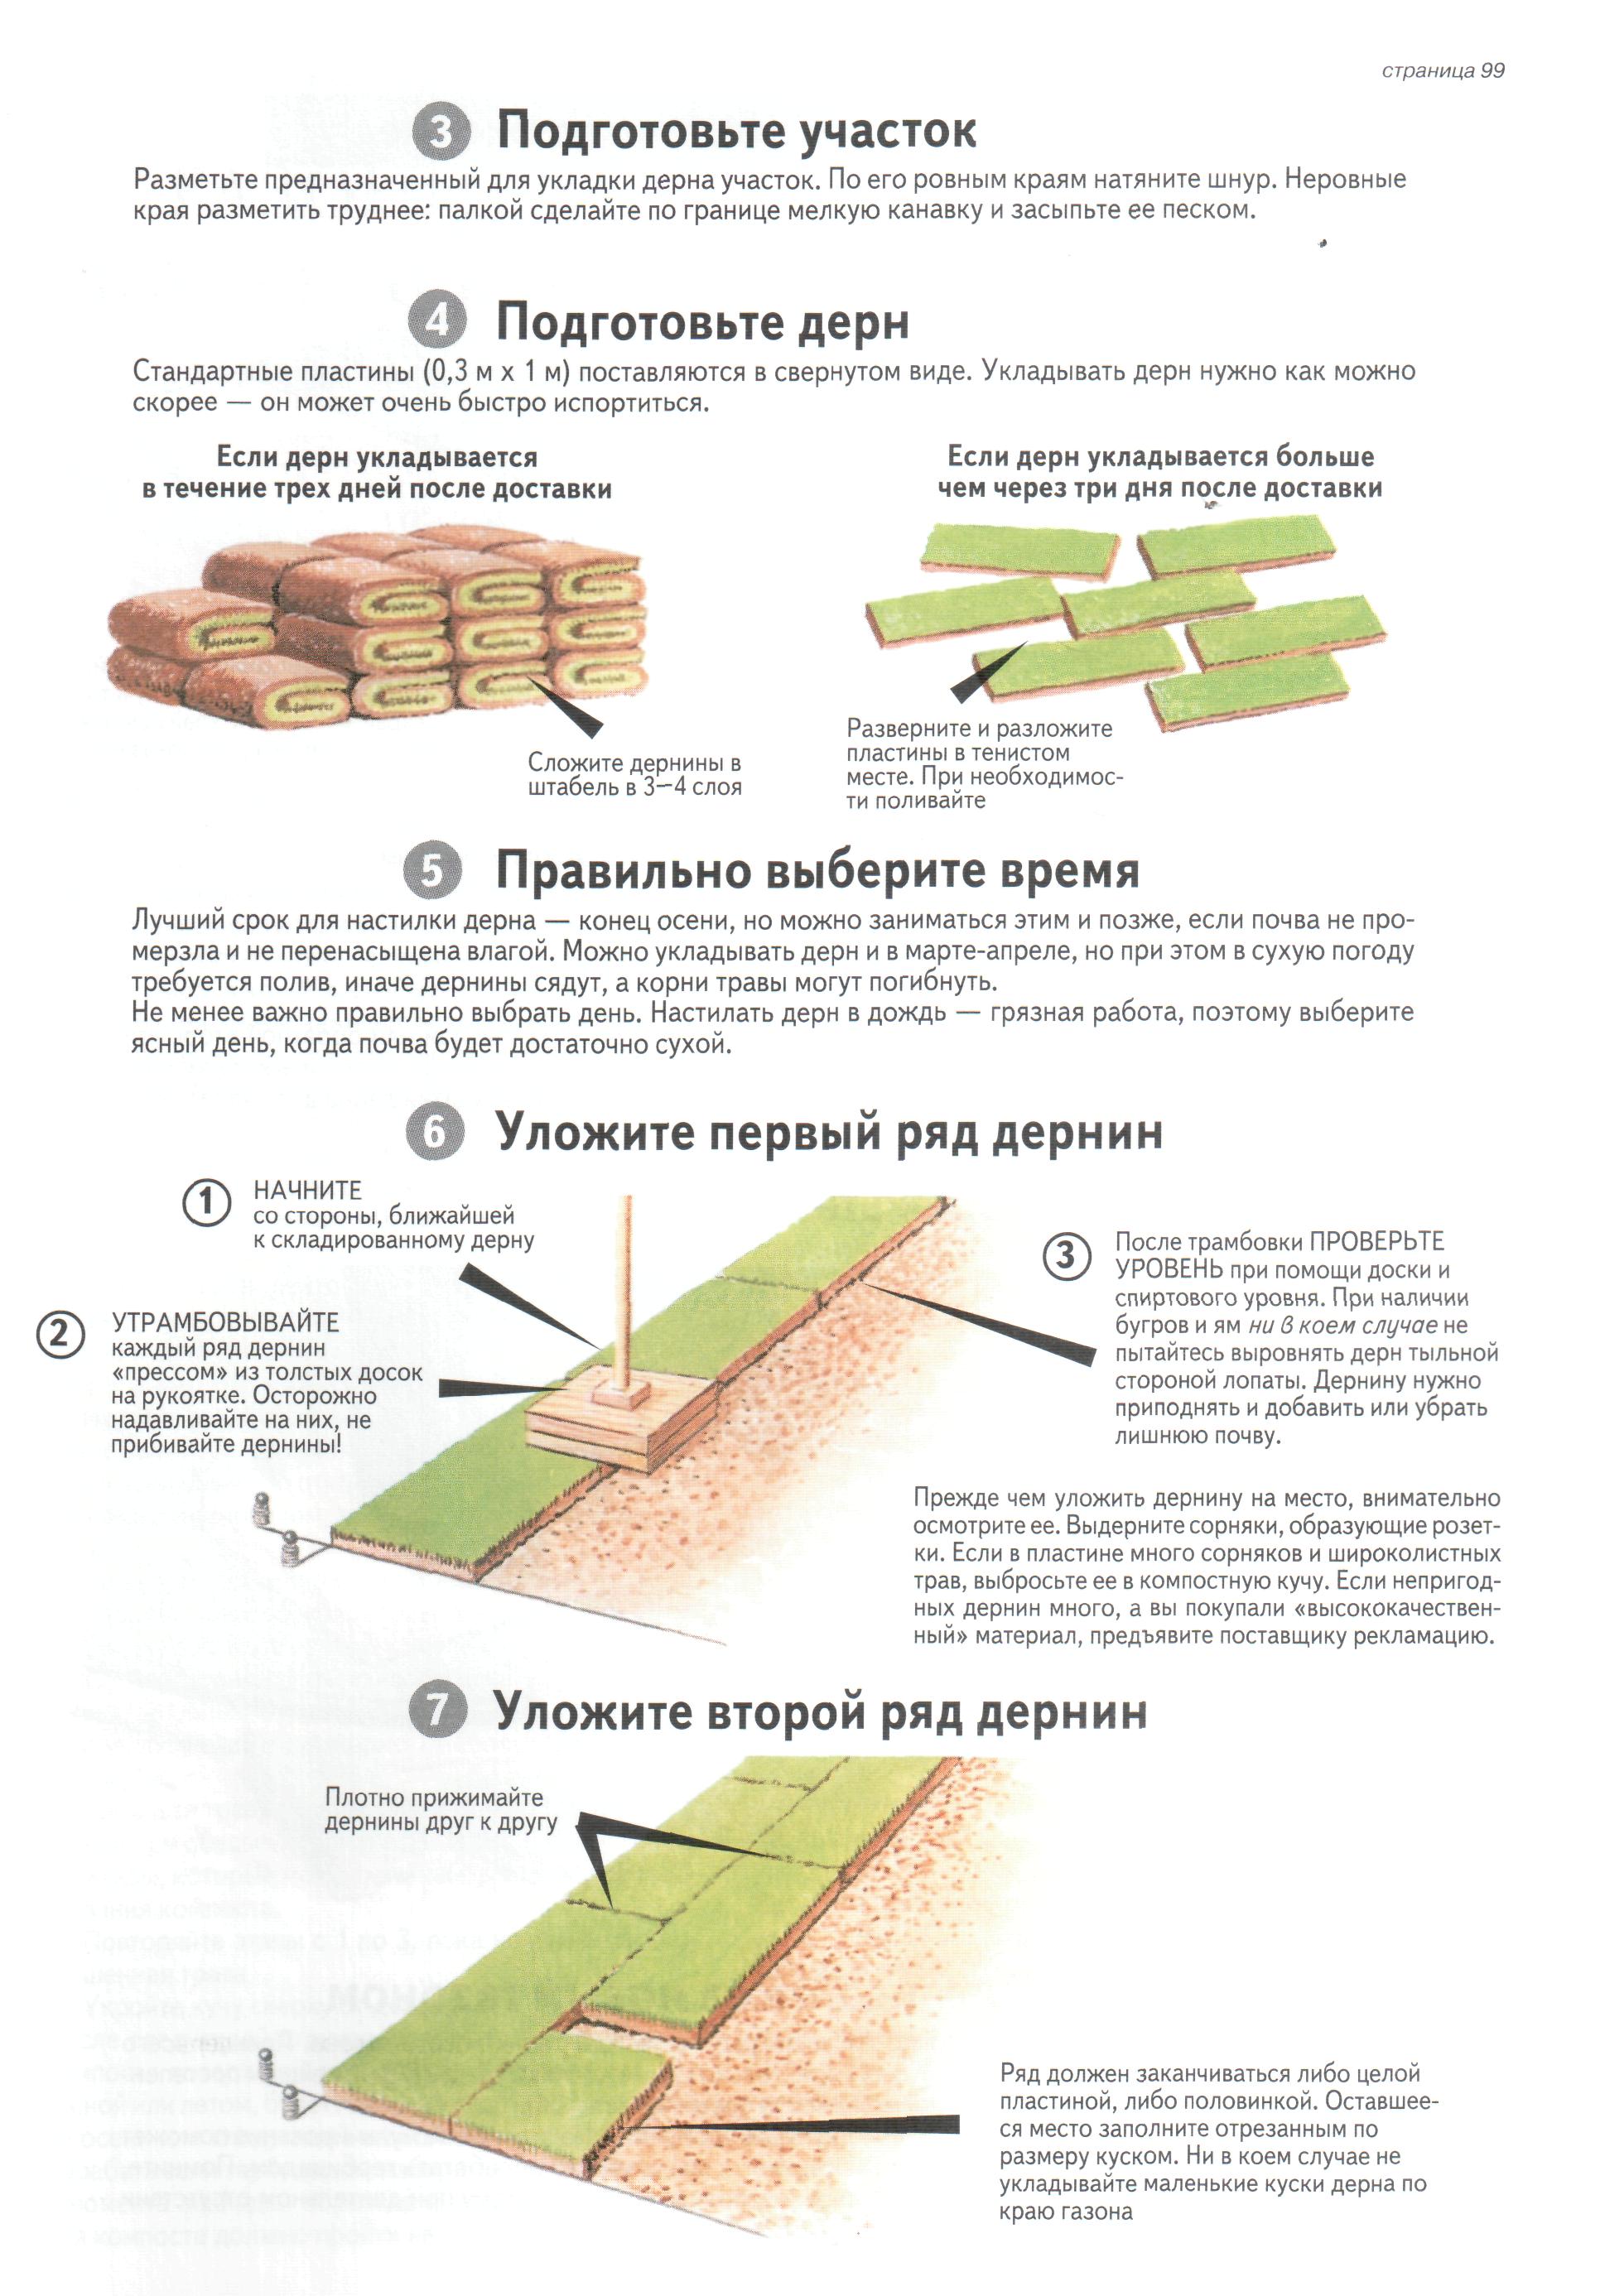 страница 99
3 Подготовьте участок
Разметьте предназначенный для укладки дерна участок. По его ровным краям натяните шнур. Неровные
края разметить труднее: палкой сделайте по границе мелкую канавку и засыпьте ее песком.
4 Подготовьте дерн
Стандартные пластины (0,3 м х 1 м) поставляются в свернутом виде. Укладывать дерн нужно как можно
скорее — он может очень быстро испортиться.
Если дерн укладывается
в течение трех дней после доставки
Сложите дернины в
штабель в 3—4 слоя
Если дерн укладывается больше
чем через три дня после доставки
Разверните и разложите
пластины в тенистом
месте. При необходимос-
ти поливайте
5 Правильно выберите время
Лучший срок для настилки дерна — конец осени, но можно заниматься этим и позже, если почва не про-
мерзла и не перенасыщена влагой. Можно укладывать дерн и в марте-апреле, но при этом в сухую погоду
требуется полив, иначе дернины сядут, а корни травы могут погибнуть.
Не менее важно правильно выбрать день. Настилать дерн в дождь — грязная работа, поэтому выберите
ясный день, когда почва будет достаточно сухой.
6 Уложите первый ряд дернин
1 НАЧНИТЕ
со стороны, ближайшей
к складированному дерну
2 УТРАМБОВЫВАЙТЕ
каждый ряд дернин
«прессом» из толстых досок
на рукоятке. Осторожно
надавливайте на них, не
прибивайте дернины!
3 После трамбовки ПРОВЕРЬТЕ
УРОВЕНЬ при помощи доски и
спиртового уровня. При наличии
бугров и ям ни в коем случае не
пытайтесь выровнять дерн тыльной
стороной лопаты. Дернину нужно
приподнять и добавить или убрать
лишнюю почву.
Прежде чем уложить дернину на место, внимательно
осмотрите ее. Выдерните сорняки, образующие розет-
ки. Если в пластине много сорняков и широколистных
трав, выбросьте ее в компостную кучу. Если непригод-
ных дернин много, а вы покупали «высококачествен-
ный» материал, предъявите поставщику рекламацию.
7 Уложите второй ряд дернин
Плотно прижимайте
дернины друг к другу
Ряд должен заканчиваться либо целой
пластиной, либо половинкой. Оставшее-
ся место заполните отрезанным по
размеру куском. Ни в коем случае не
укладывайте маленькие куски дерна по
краю газона